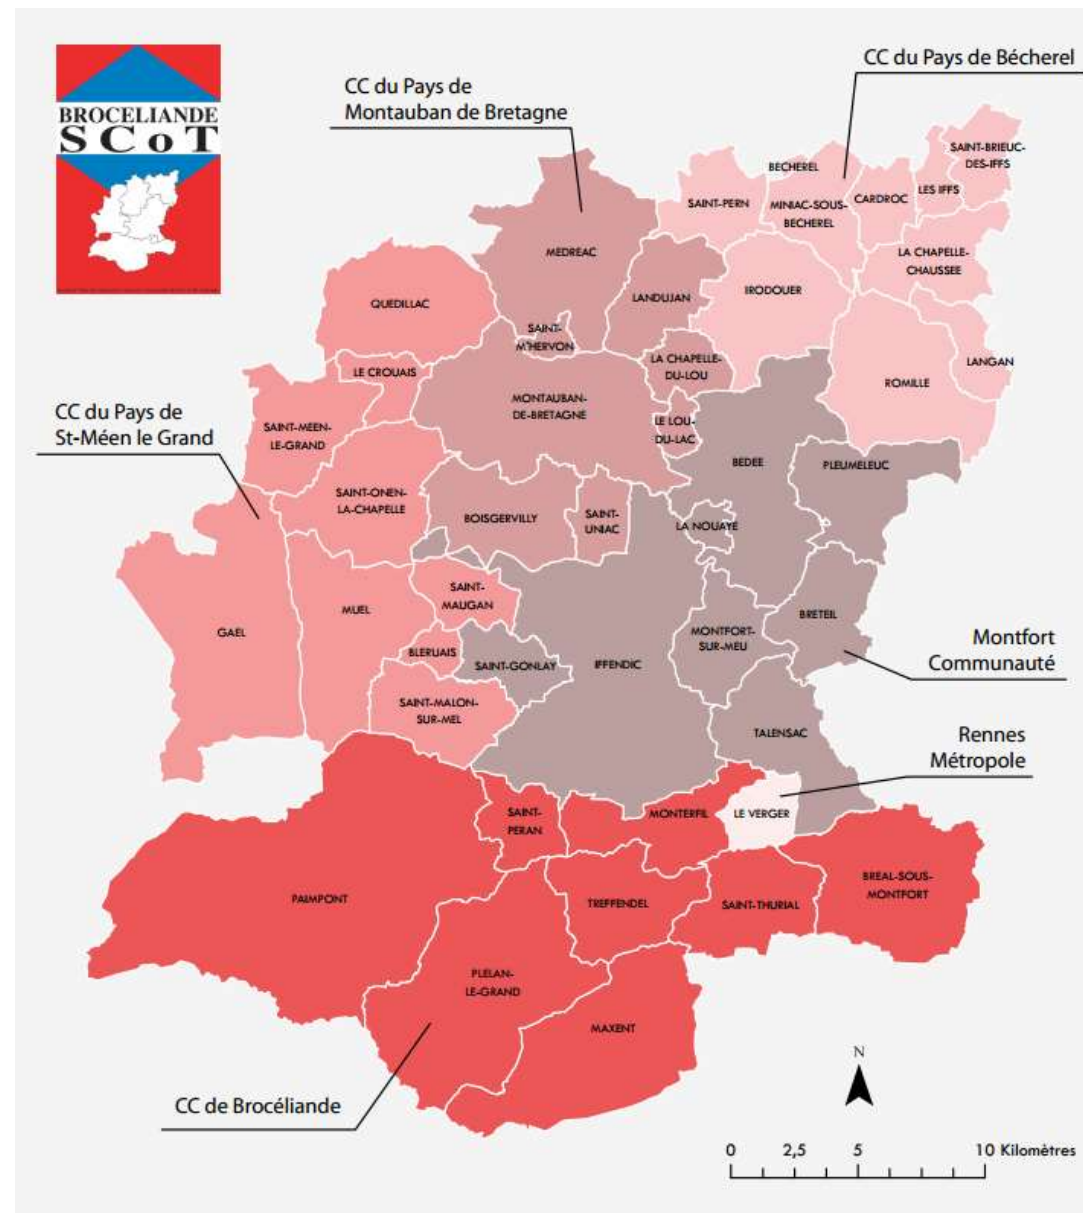 BROCELIANDE
SCoT
CC du Pays de
Montauban de Bretagne
CC du Pays de Bécherel
SAINT-BRIEUC-
DES-IFFS
BECHEREL
LES IFFS
SAINT-PERN
MINIAC-SOUS-
BECHEREL
CARDROC
MEDREAC
LA CHAPELLE-
CHAUSSEE
QUEDILLAC
LANDUJAN
IRODOUER
SAINT-
M'HERVON
LA CHAPELLE-
DU-LOU
LANGAN
LE CROUAIS
ROMILLE
MONTAUBAN-
DE-BRETAGNE
CC du Pays de
St-Méen le Grand
SAINT-MEEN-
LE-GRAND
LE LOU-
DU-LAC
BEDEE
PLEUMELEUC
SAINT-ONEN-
LA-CHAPELLE
BOISGERVILLY
SAINT-
UNIAC
LA NOUAYE
SAINT-
MAUGAN
MUEL
GAEL
BRETEIL
MONTFORT-
SUR-MEU
Montfort
Communauté
BLERUAIS
SAINT-GONLAY
IFFENDIC
SAINT-MALON-
SUR-MEL
TALENSAC
Rennes
Métropole
SAINT-
PERAN
MONTERFIL
LE VERGER
BREAL-SOUS-
MONTFORT
PAIMPONT
TREFFENDEL
SAINT-THURIAL
PLELAN-
LE-GRAND
MAXENT
CC de Brocéliande
N
0 2,5 5 10 Kilomètres